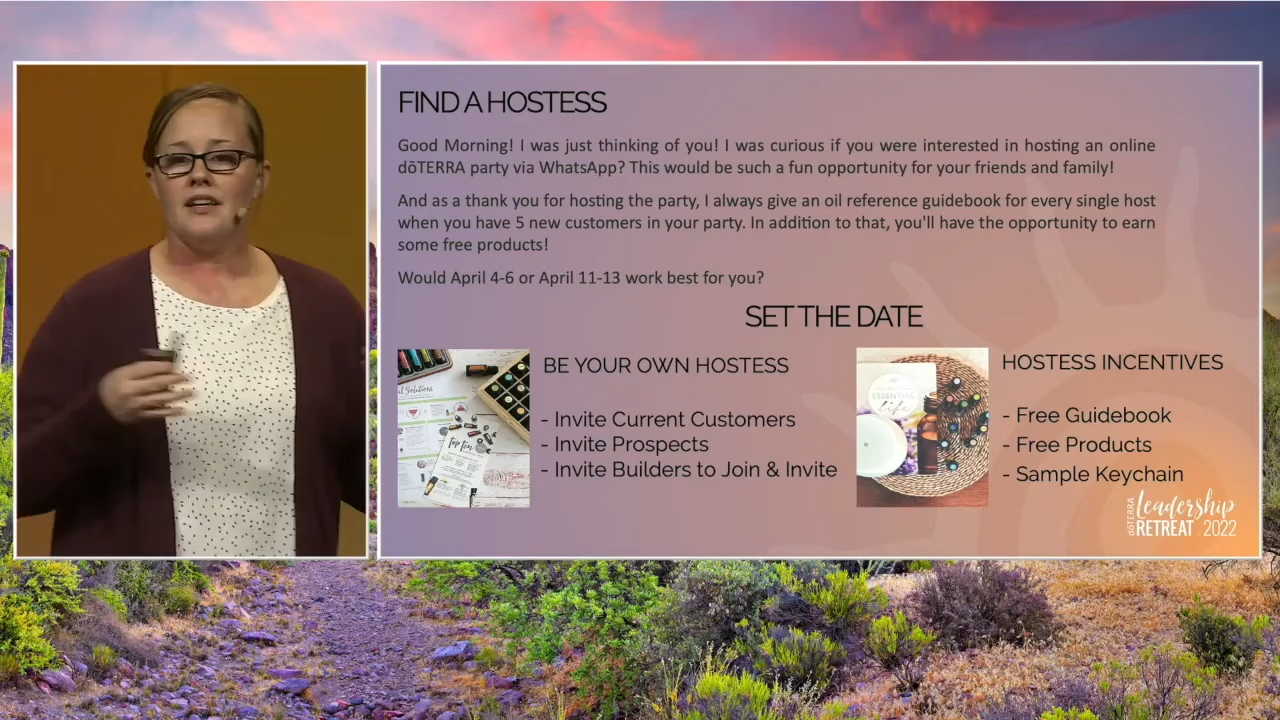 FIND A HOSTESS
Good Morning! I was just thinking of you! I was curious if you were interested in hosting an online
dōTERRA party via WhatsApp? This would be such a fun opportunity for your friends and family!
And as a thank you for hosting the party, I always give an oil reference guidebook for every single host
when you have 5 new customers in your party. In addition to that, you'll have the opportunity to earn
some free products!
Would April 4-6 or April 11-13 work best for you?
SET THE DATE
BE YOUR OWN HOSTESS
- Invite Current Customers
- Invite Prospects
- Invite Builders to Join & Invite
Solutions
top ten
ESSENTIAL
life
HOSTESS INCENTIVES
- Free Guidebook
- Free Products
- Sample Keychain
dōTERRA
Leadership
RETREAT . 2022